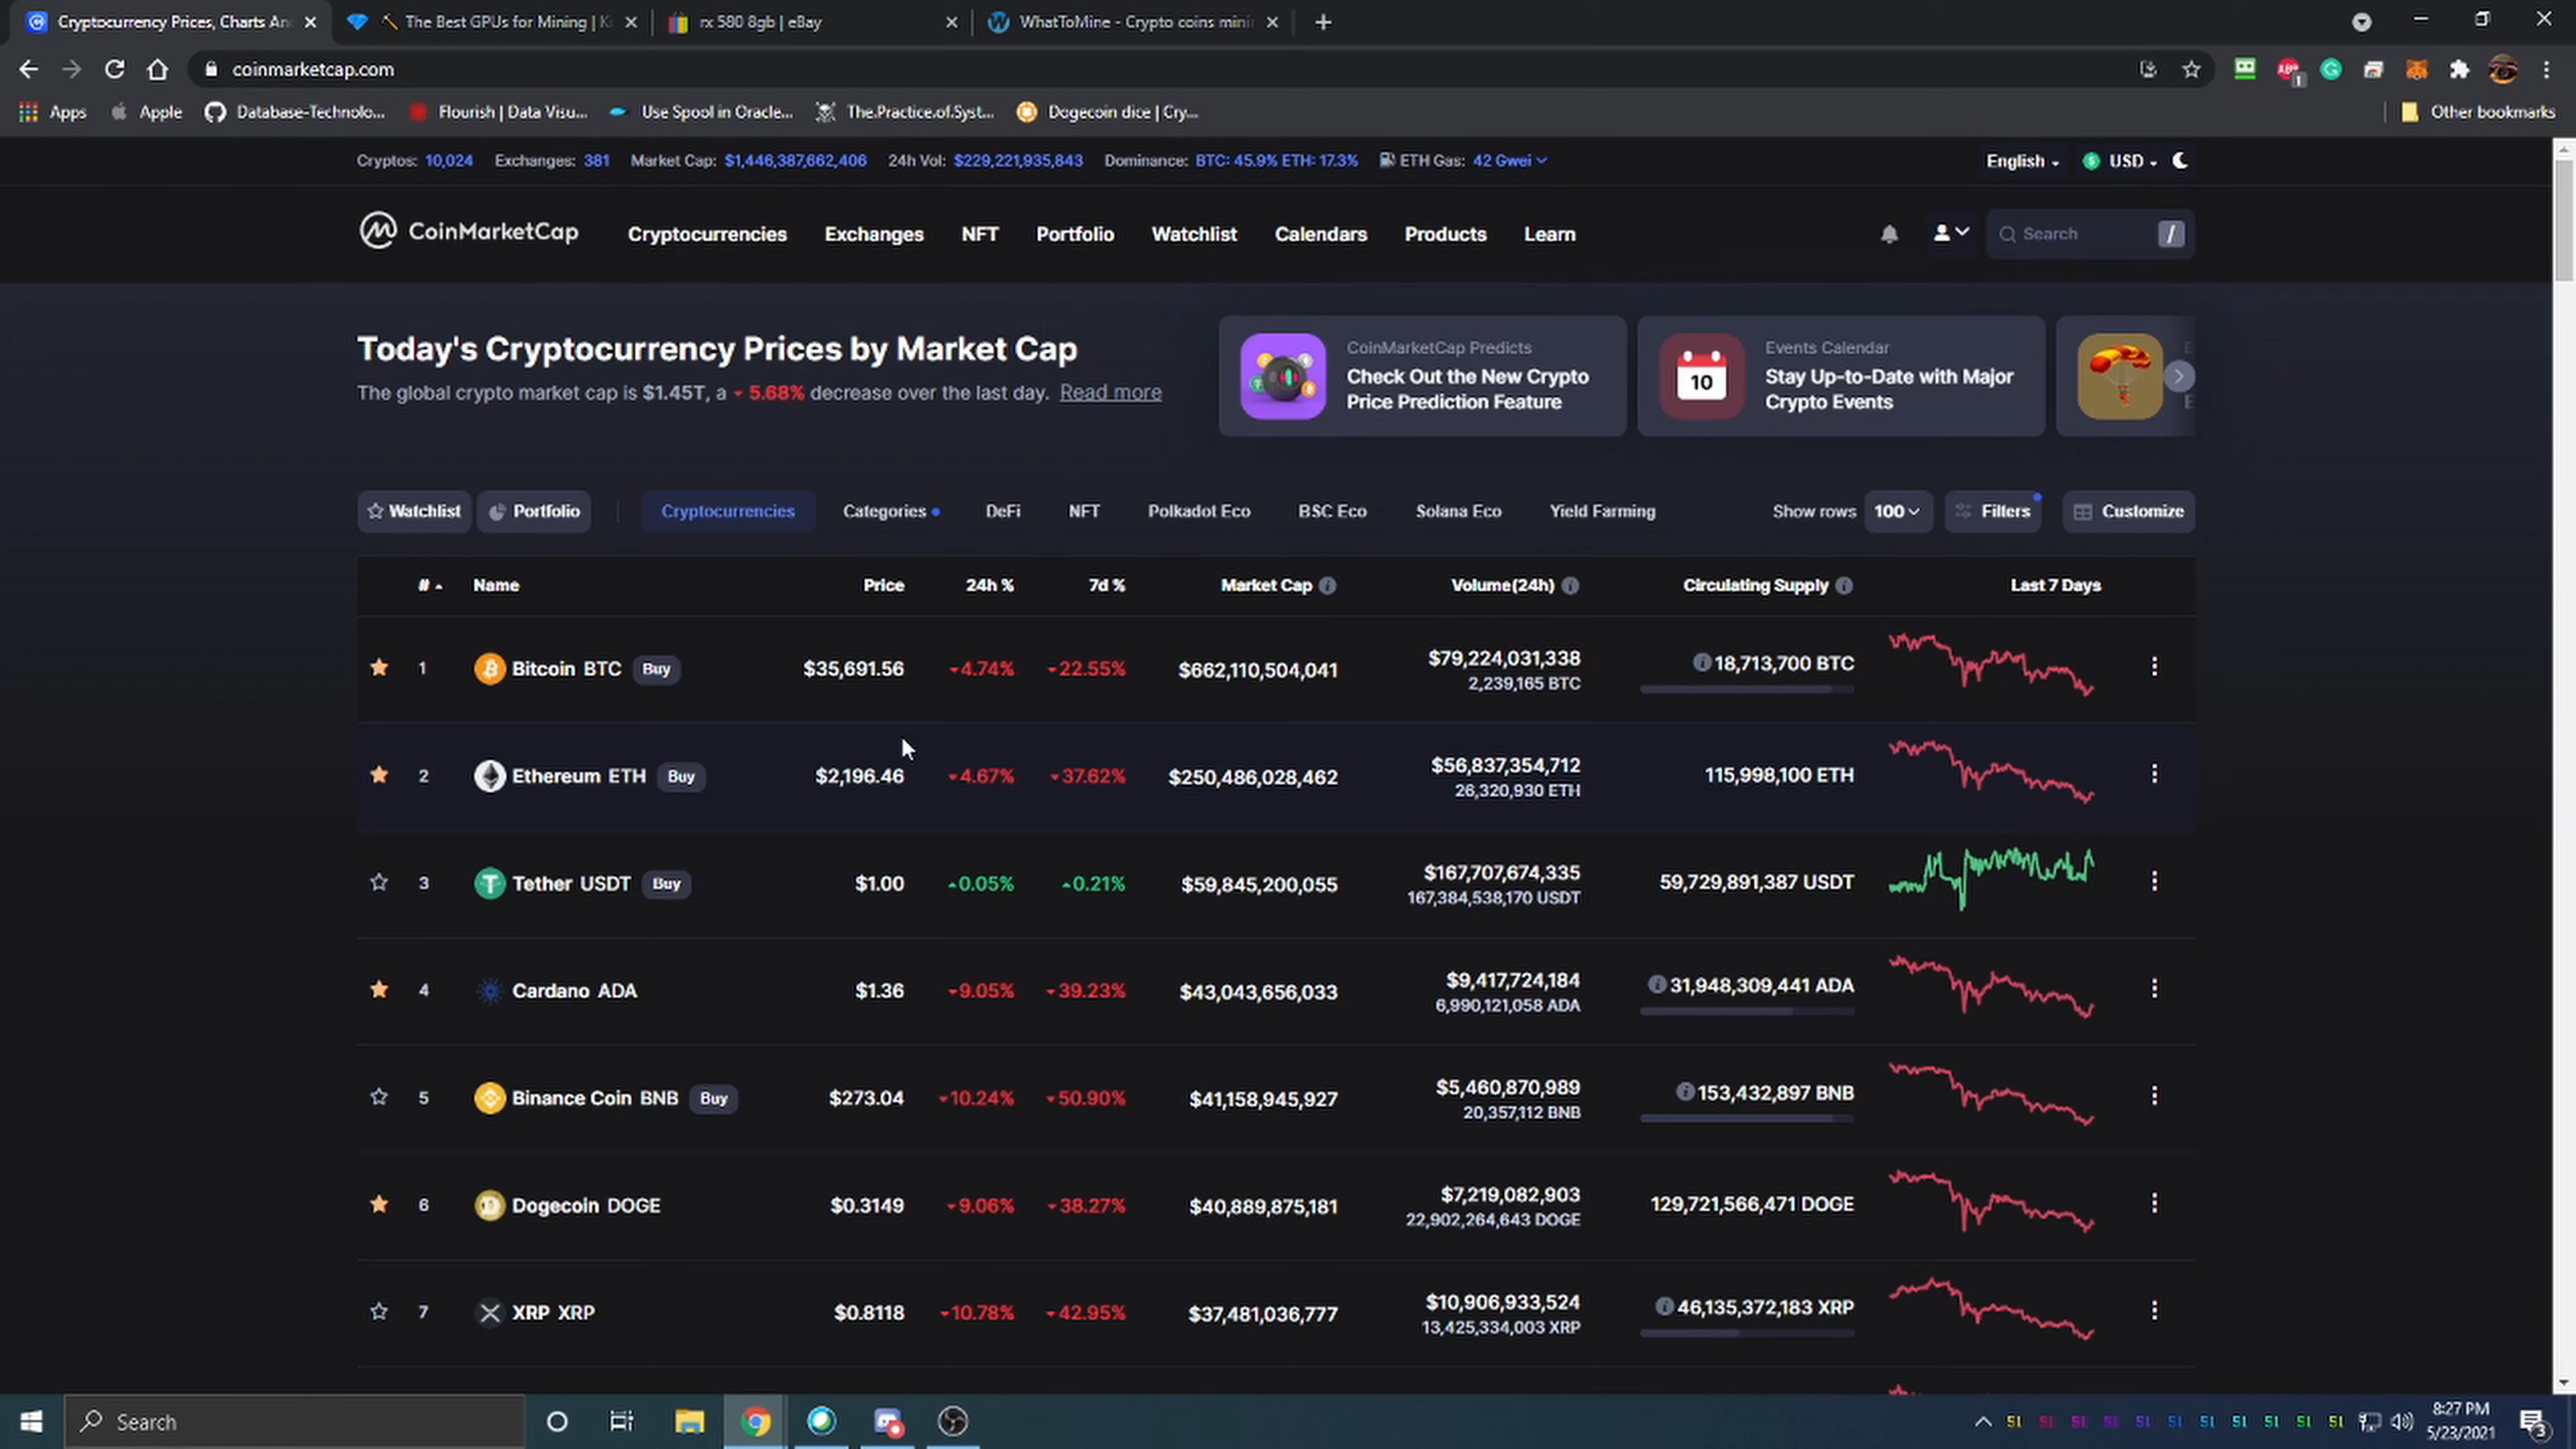 Cryptocurrency Prices, Charts An
The Best GPUs for Mining | K
rx 580 8gb | eBay
WhatToMine - Crypto coins mini
coinmarketcap.com
Apps
Apple
Database-Technolo...
Flourish | Data Visu...
Use Spool in Oracle...
The.Practice.of.Syst...
Dogecoin dice | Cry...
Other bookmarks
Cryptos: 10,024 Exchanges: 381 Market Cap: $1,446,387,662,406 24h Vol: $229,221,935,843 Dominance: BTC: 45.9% ETH: 17.3% ETH Gas: 42 Gwei
English USD
CoinMarketCap Cryptocurrencies Exchanges NFT Portfolio Watchlist Calendars Products Learn Search /
Today's Cryptocurrency Prices by Market Cap
The global crypto market cap is $1.45T, a 5.68% decrease over the last day. Read more
CoinMarketCap Predicts
Check Out the New Crypto
Price Prediction Feature
10
Events Calendar
Stay Up-to-Date with Major
Crypto Events
Watchlist Portfolio Cryptocurrencies Categories DeFi NFT Polkadot Eco BSC Eco Solana Eco Yield Farming Show rows 100 Filters Customize
# Name Price 24h % 7d % Market Cap Volume(24h) Circulating Supply Last 7 Days
1 Bitcoin BTC Buy $35,691.56 4.74% 22.55% $662,110,504,041 $79,224,031,338 18,713,700 BTC
2,239,165 BTC
2 Ethereum ETH Buy $2,196.46 4.67% 37.62% $250,486,028,462 $56,837,354,712 115,998,100 ETH
26,320,930 ETH
3 Tether USDT Buy $1.00 0.05% 0.21% $59,845,200,055 $167,707,674,335 59,729,891,387 USDT
167,384,538,170 USDT
4 Cardano ADA $1.36 9.05% 39.23% $43,043,656,033 $9,417,724,184 31,948,309,441 ADA
6,990,121,058 ADA
5 Binance Coin BNB Buy $273.04 10.24% 50.90% $41,158,945,927 $5,460,870,989 153,432,897 BNB
20,357,112 BNB
6 Dogecoin DOGE $0.3149 9.06% 38.27% $40,889,875,181 $7,219,082,903 129,721,566,471 DOGE
22,902,264,643 DOGE
7 XRP XRP $0.8118 10.78% 42.95% $37,481,036,777 $10,906,933,524 46,135,372,183 XRP
13,425,334,003 XRP
Search
51 51 51 51 51 51 51 51 51 51 51
8:27 PM
5/23/2021
3